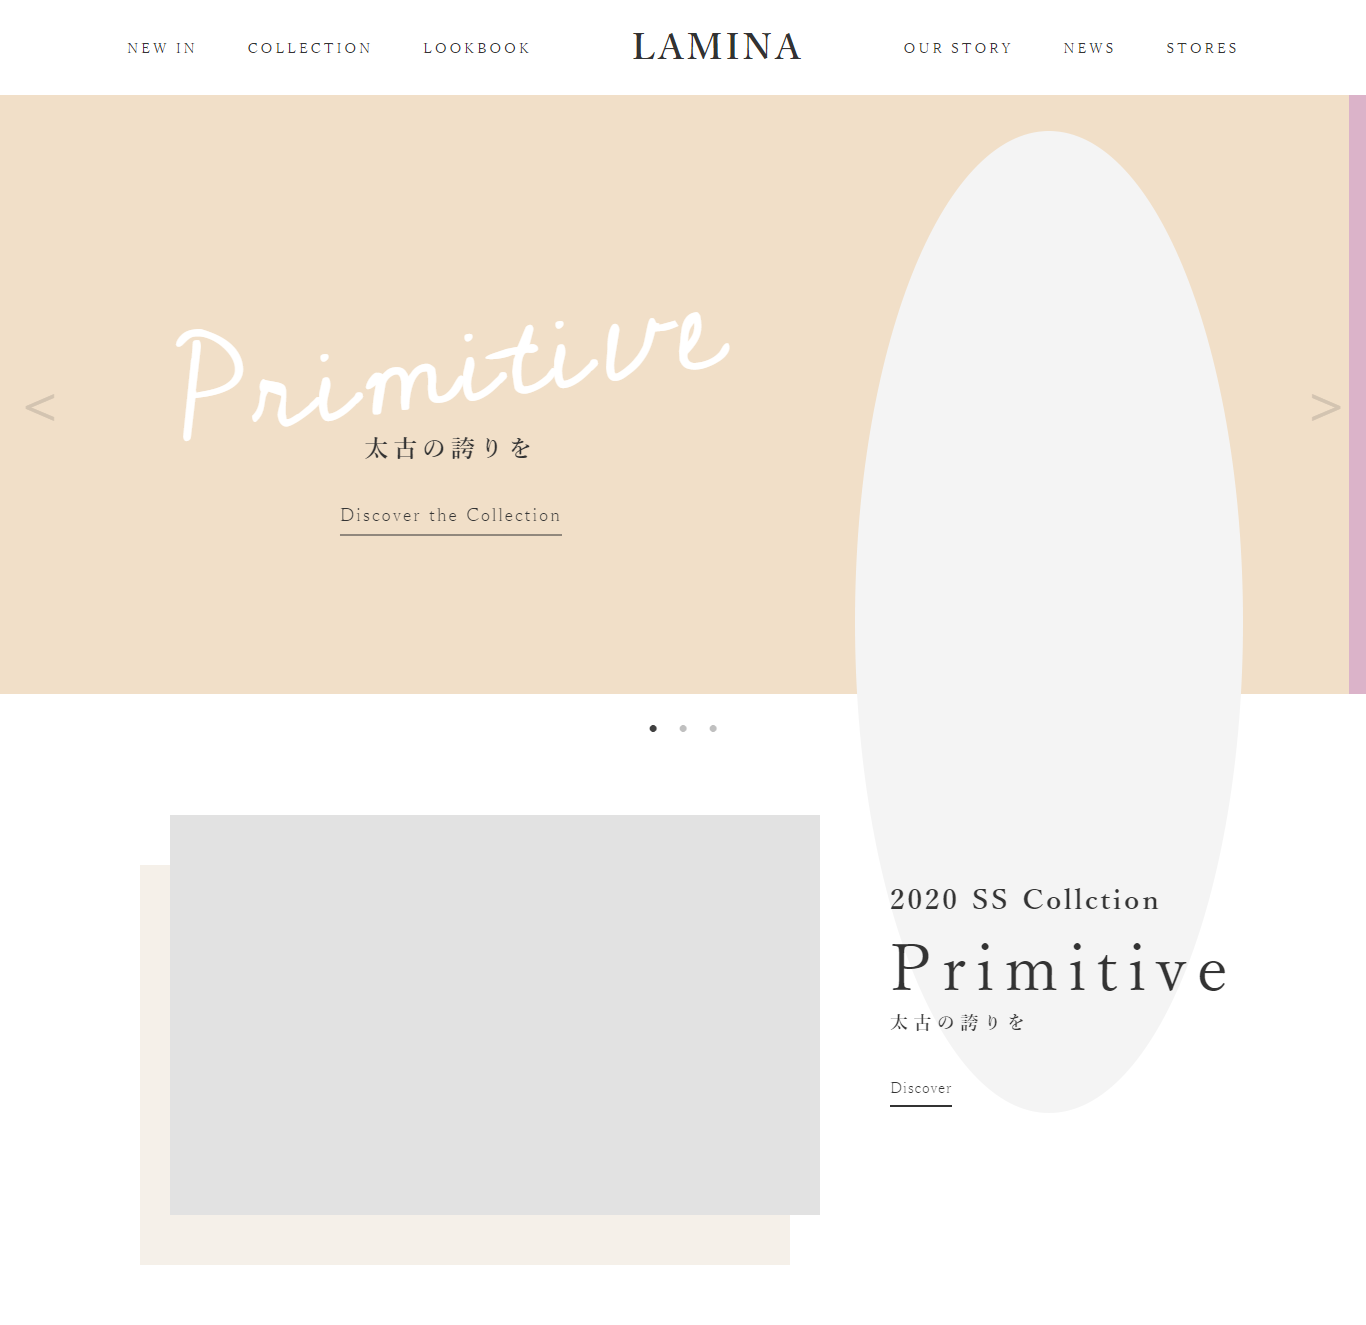 NEW IN COLLECTION LOOKBOOK LAMINA OUR STORY NEWS STORES
Primitive
<
>
太古の誇りを
Discover the Collection
2020 SS Collction
Primitive
太古の誇りを
Discover